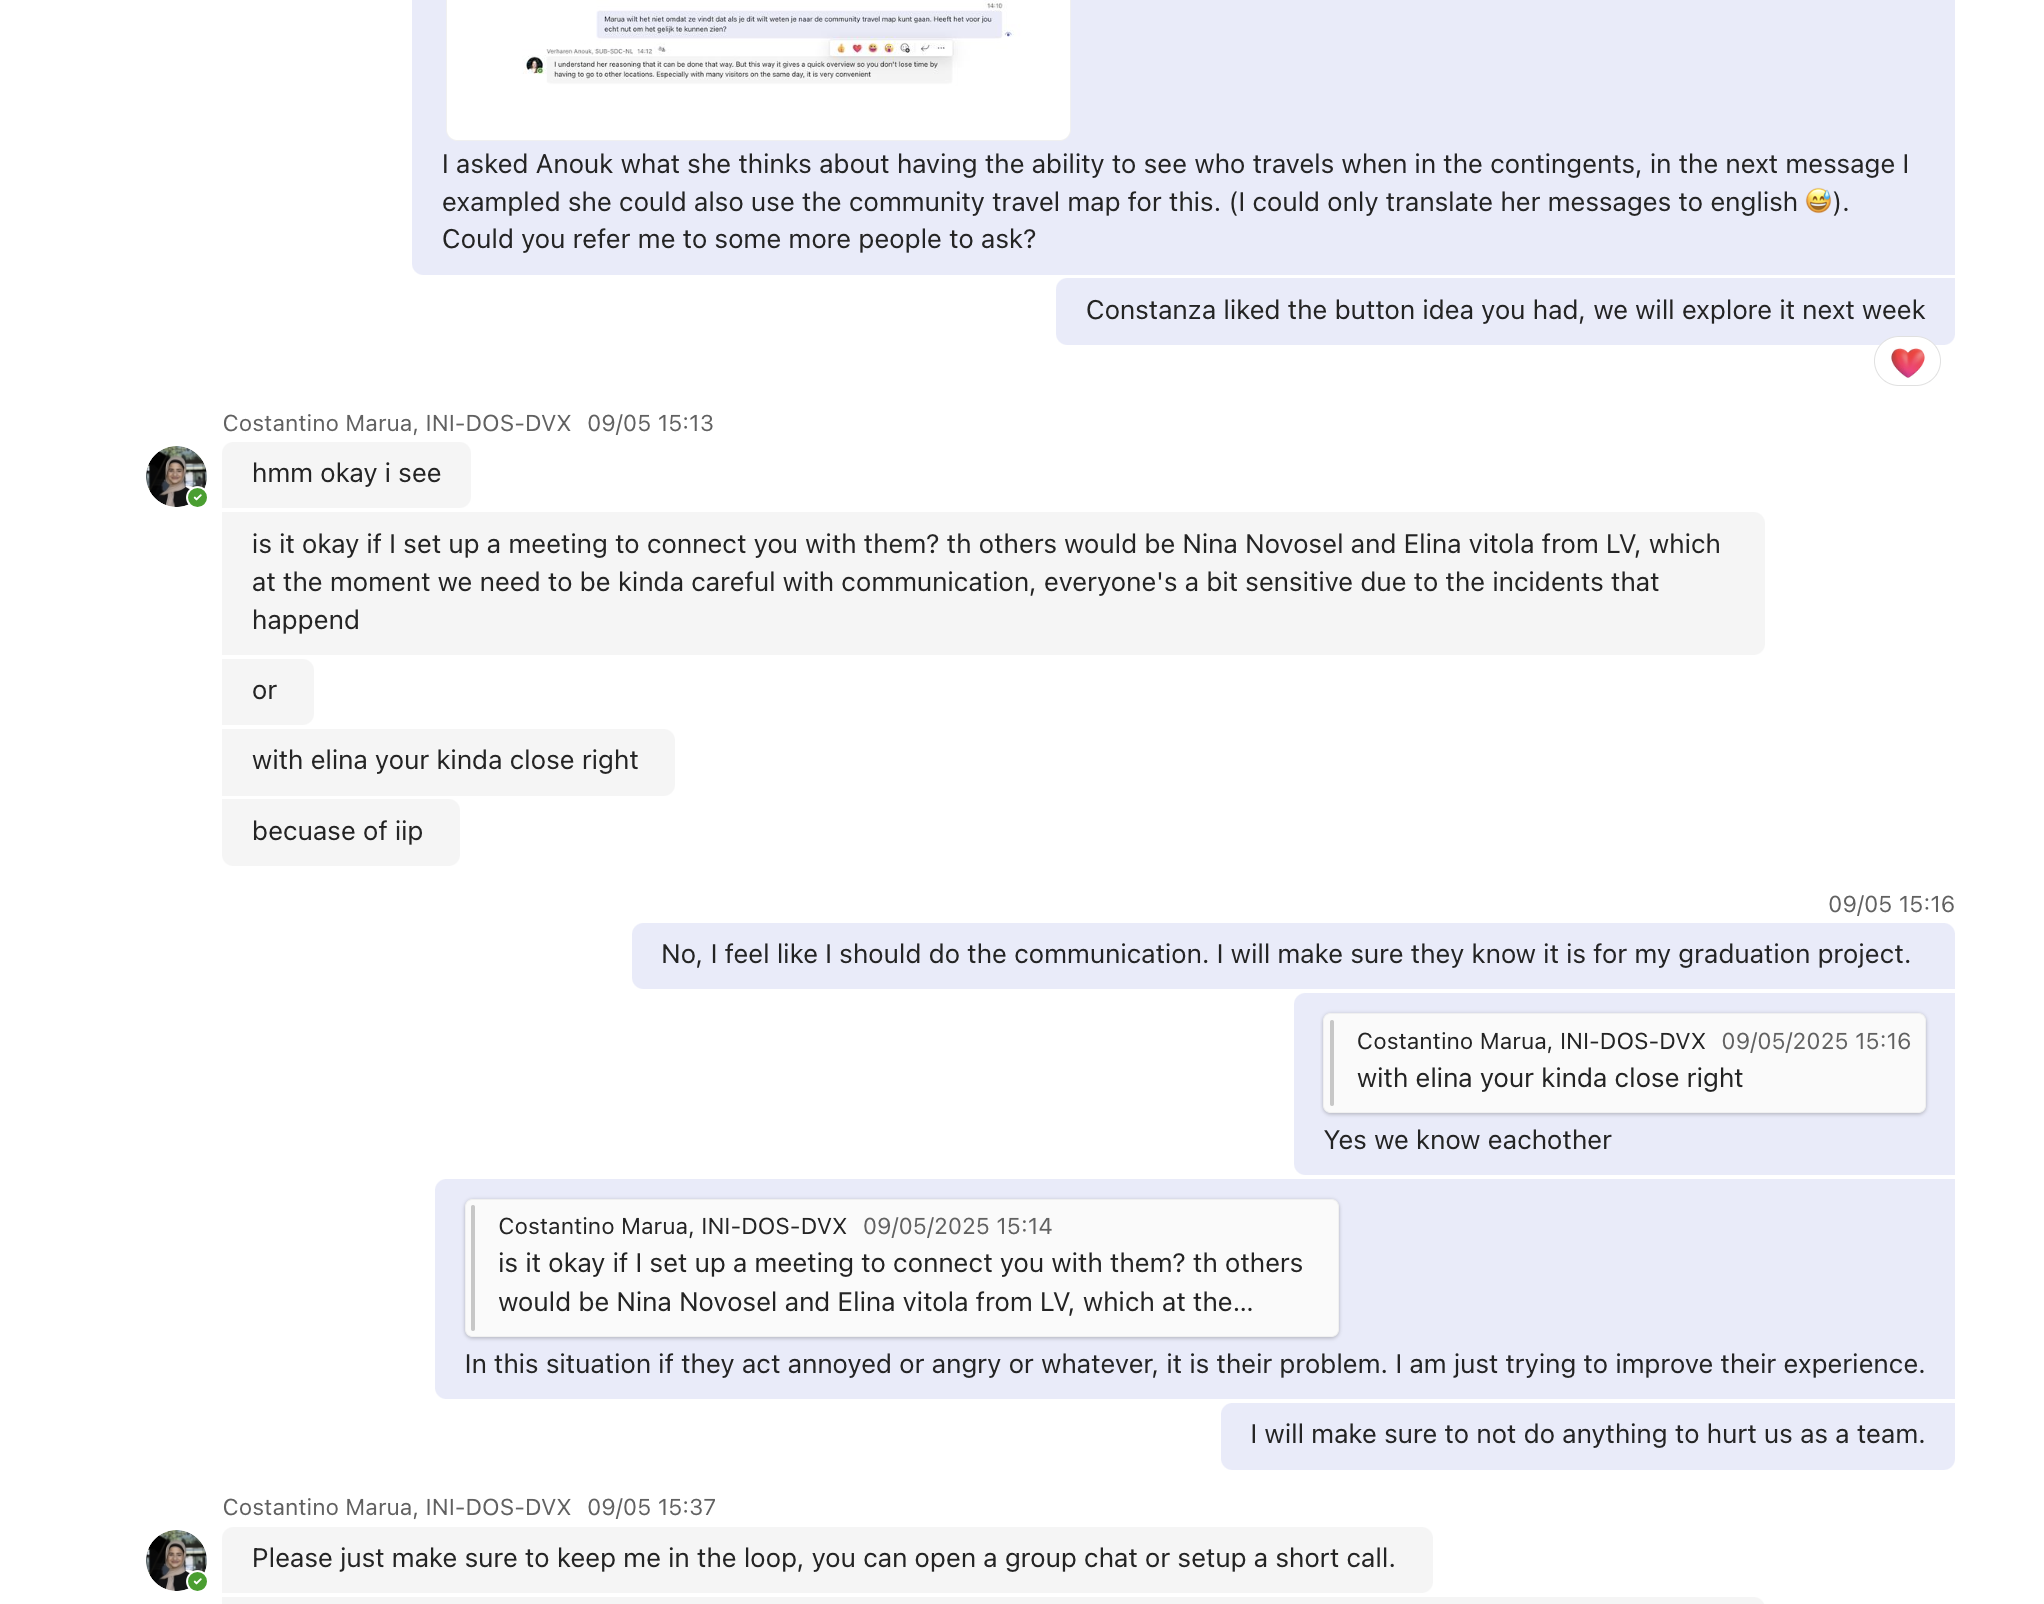 14:10
Marua wilt het niet omdat ze vindt dat als je dit wilt weten je naar de community travel map kunt gaan. Heeft het voor jou
echt nut om het gelijk te kunnen zien?
Verharen Anouk, SUB-SDC-NL 14:12
I understand her reasoning that it can be done that way. But this way it gives a quick overview so you don't lose time by
having to go to other locations. Especially with many visitors on the same day, it is very convenient
I asked Anouk what she thinks about having the ability to see who travels when in the contingents, in the next message I
exampled she could also use the community travel map for this. (I could only translate her messages to english 😅).
Could you refer me to some more people to ask?
Constanza liked the button idea you had, we will explore it next week
Costantino Marua, INI-DOS-DVX 09/05 15:13
hmm okay i see
is it okay if I set up a meeting to connect you with them? th others would be Nina Novosel and Elina vitola from LV, which
at the moment we need to be kinda careful with communication, everyone's a bit sensitive due to the incidents that
happend
or
with elina your kinda close right
becuase of iip
09/05 15:16
No, I feel like I should do the communication. I will make sure they know it is for my graduation project.
Costantino Marua, INI-DOS-DVX 09/05/2025 15:16
with elina your kinda close right
Yes we know eachother
Costantino Marua, INI-DOS-DVX 09/05/2025 15:14
is it okay if I set up a meeting to connect you with them? th others
would be Nina Novosel and Elina vitola from LV, which at the...
In this situation if they act annoyed or angry or whatever, it is their problem. I am just trying to improve their experience.
I will make sure to not do anything to hurt us as a team.
Costantino Marua, INI-DOS-DVX 09/05 15:37
Please just make sure to keep me in the loop, you can open a group chat or setup a short call.